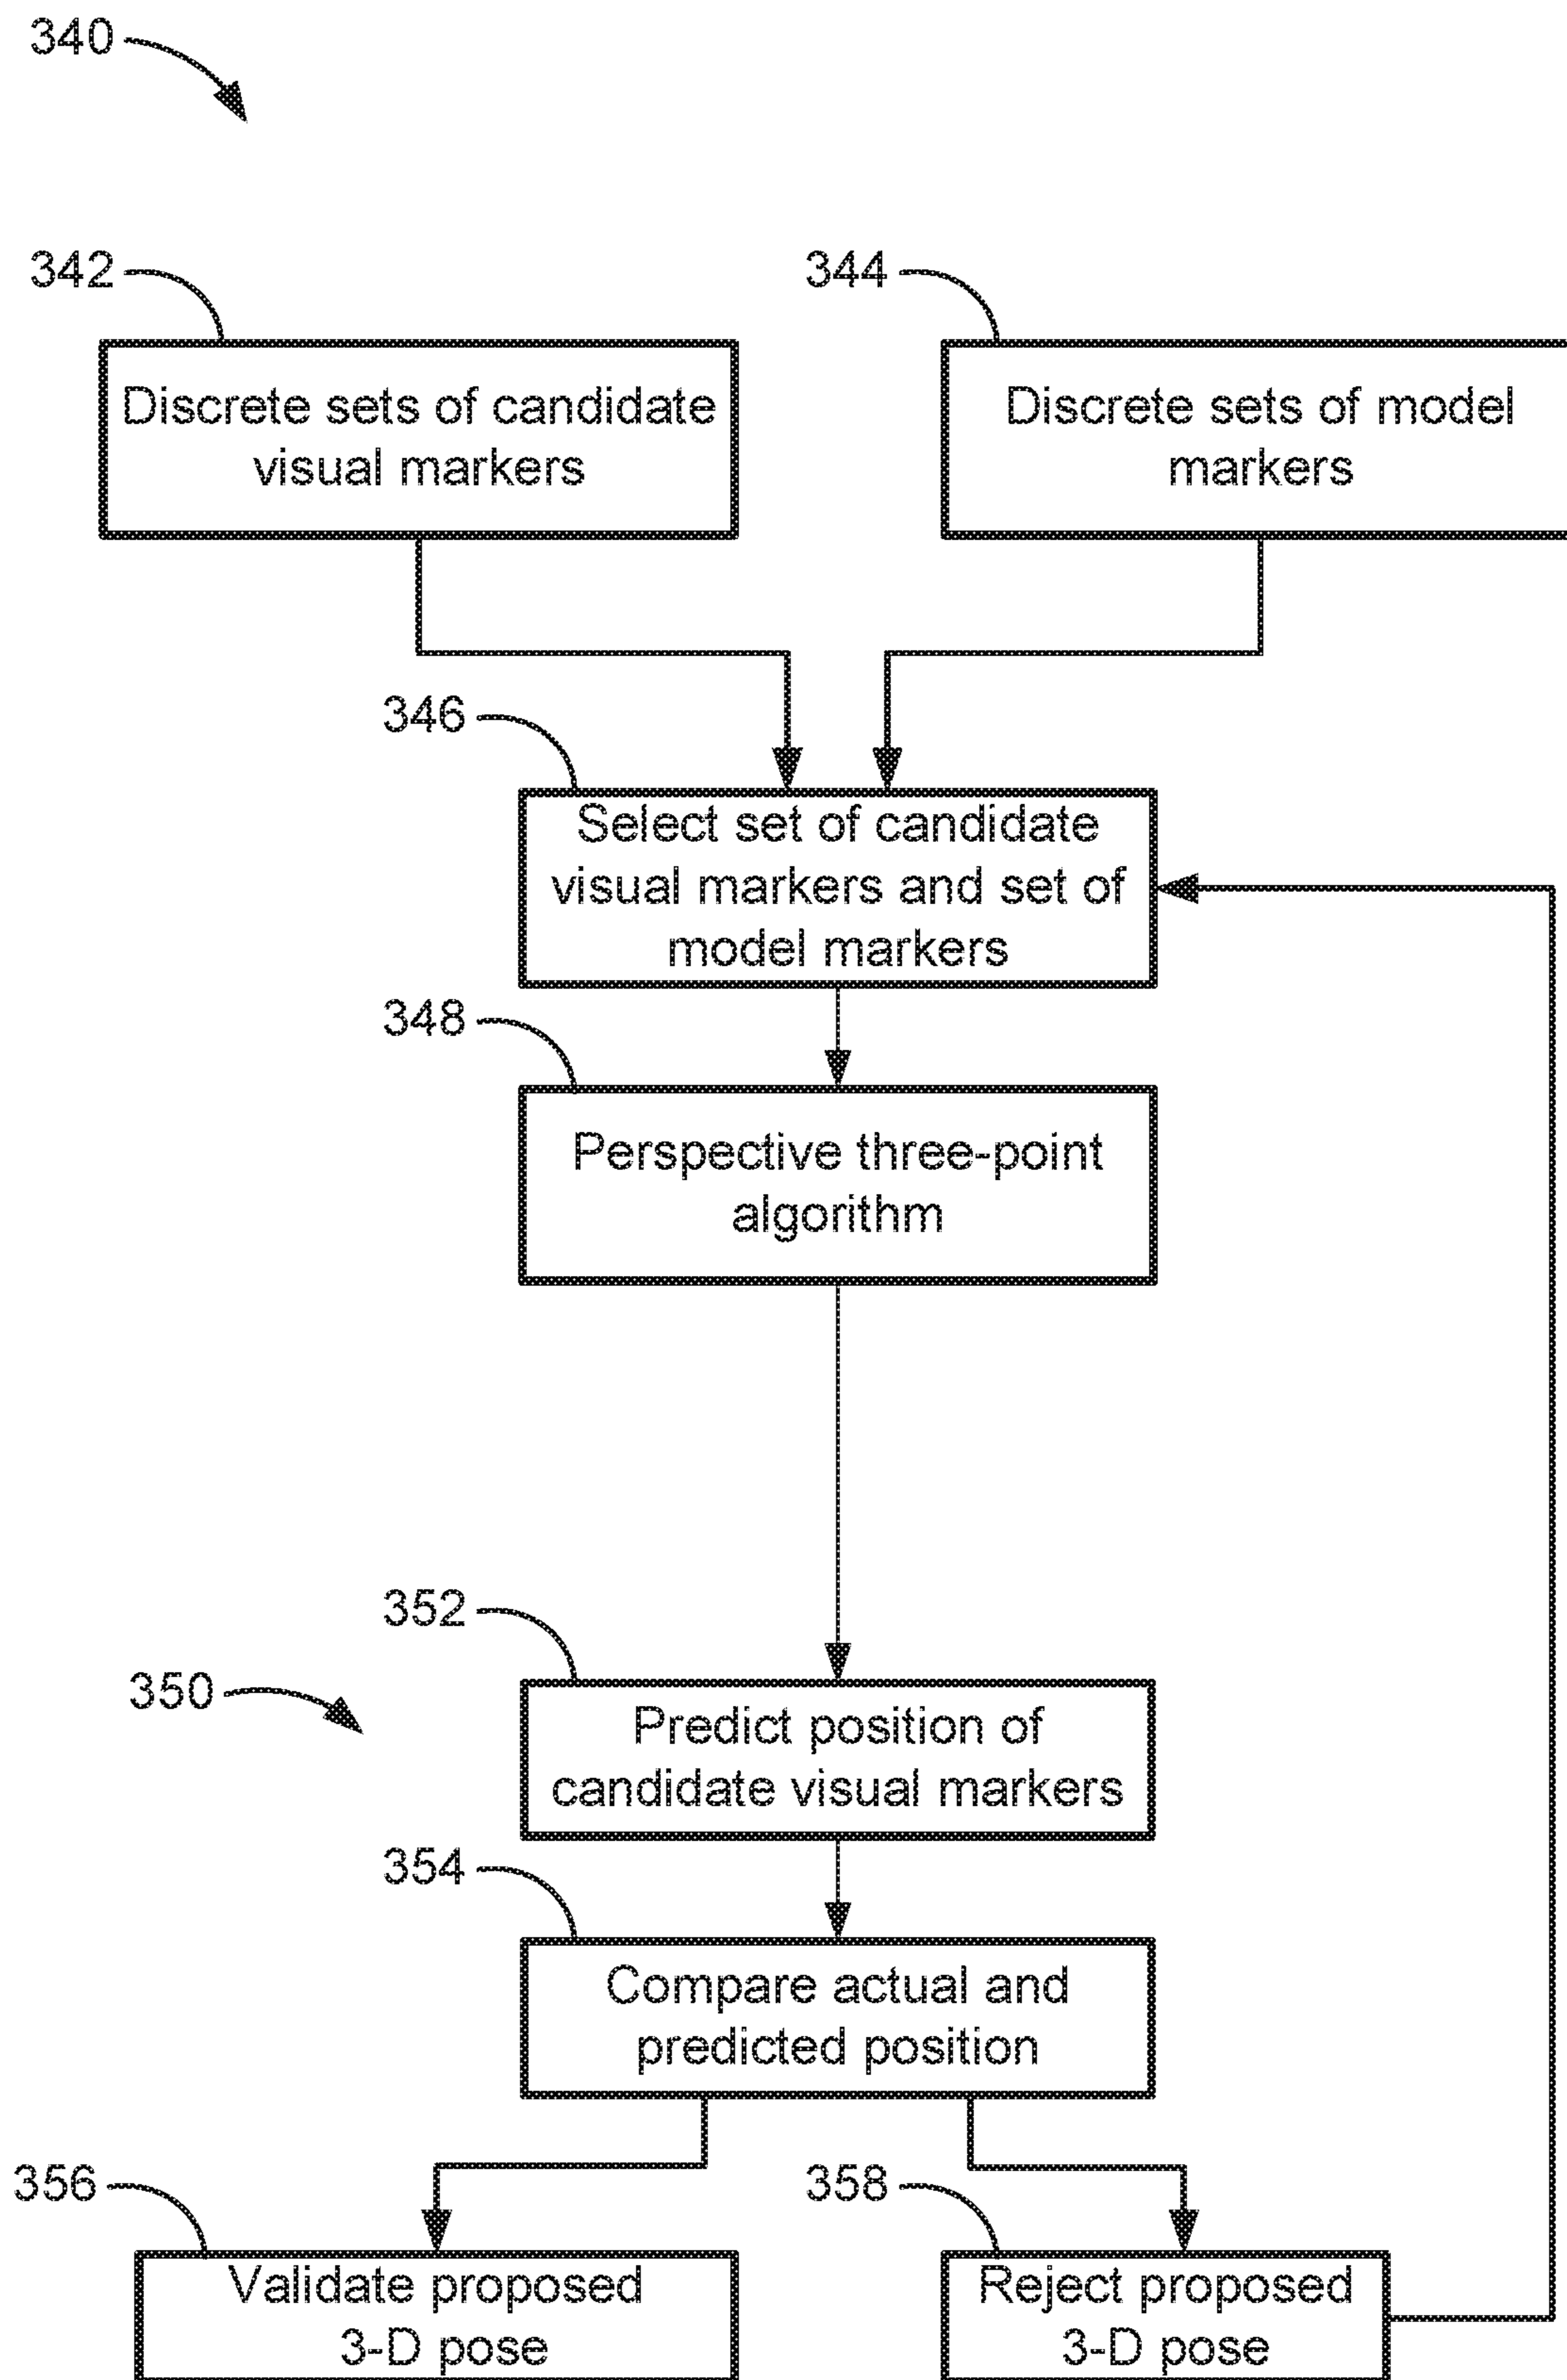 340
342
344
Discrete sets of candidate
visual markers
Discrete sets of model
markers
346
Select set of candidate
visual markers and set of
model markers
348
Perspective three-point
algorithm
352
350
Predict position of
candidate visual markers
354
Compare actual and
predicted position
356
358
Validate proposed
3-D pose
Reject proposed
3-D pose